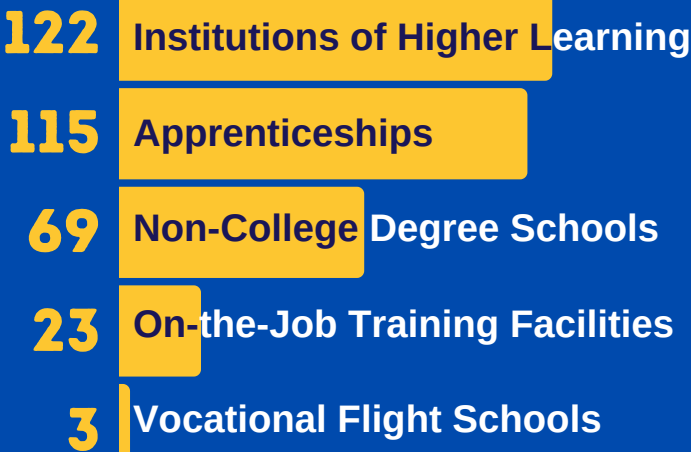 122 Institutions of Higher Learning
115 Apprenticeships
69 Non-College Degree Schools
23 On-the-Job Training Facilities
3 Vocational Flight Schools